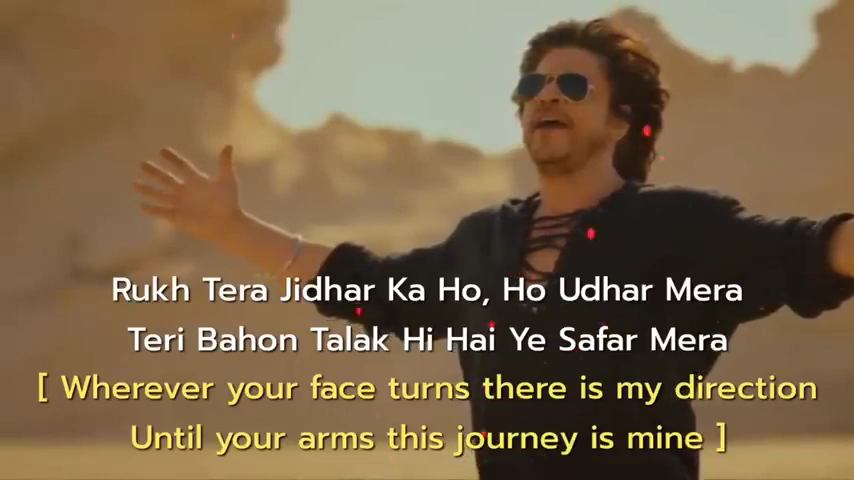 Rukh Tera Jidhar Ka Ho, Ho Udhar Mera
Teri Bahon Talak Hi Hai Ye Safar Mera
[ Wherever your face turns there is my direction
Until your arms this journey is mine ]